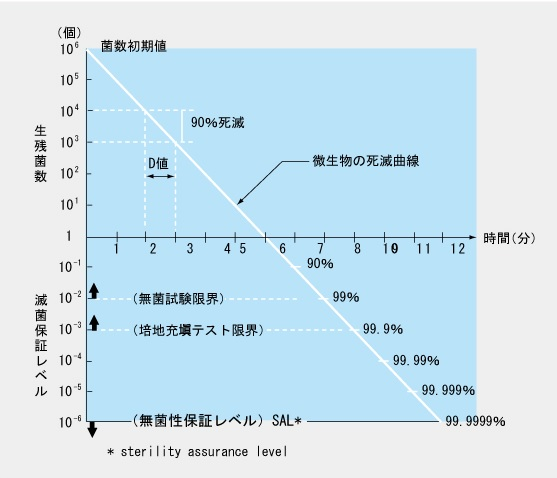 (個)
10⁶
菌数初期値
10⁵
10⁴
90%死滅
10³
D値
10²
微生物の死滅曲線
10¹
生残菌数
1
1 2 3 4 5 6 7 8 9 10 11 12
時間(分)
10⁻¹
90%
10⁻²
(無菌試験限界)
99%
10⁻³
(培地充塡テスト限界)
99.9%
10⁻⁴
99.99%
10⁻⁵
99.999%
滅菌保証レベル
10⁻⁶
(無菌性保証レベル) SAL*
99.9999%
* sterility assurance level